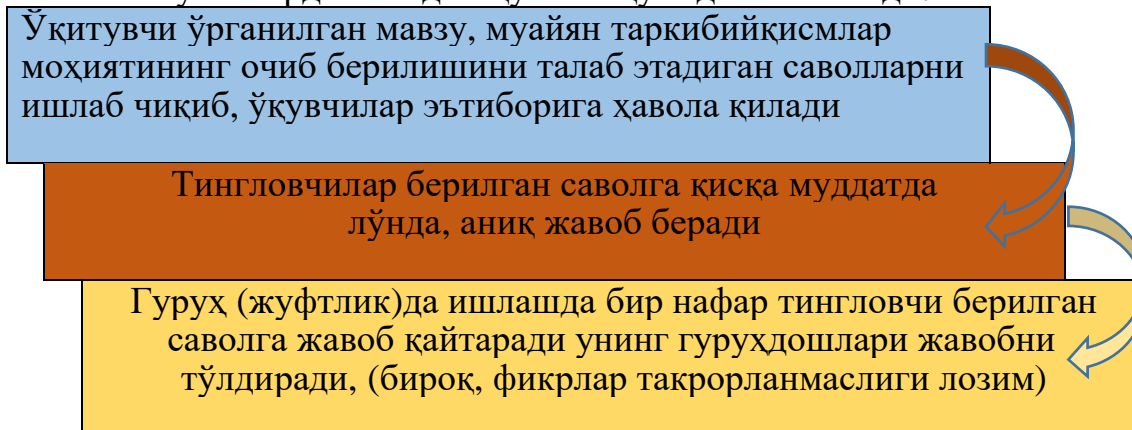 Ўқитувчи ўрганилган мавзу, муайян таркибийқисмлар
моҳиятининг очиб берилишини талаб этадиган саволларни
ишлаб чиқиб, ўқувчилар эътиборига ҳавола қилади
Тингловчилар берилган саволга қисқа муддатда
лўнда, аниқ жавоб беради
Гуруҳ (жуфтлик)да ишлашда бир нафар тингловчи берилган
саволга жавоб қайтаради унинг гуруҳдошлари жавобни
тўлдиради, (бироқ, фикрлар такрорланмаслиги лозим)